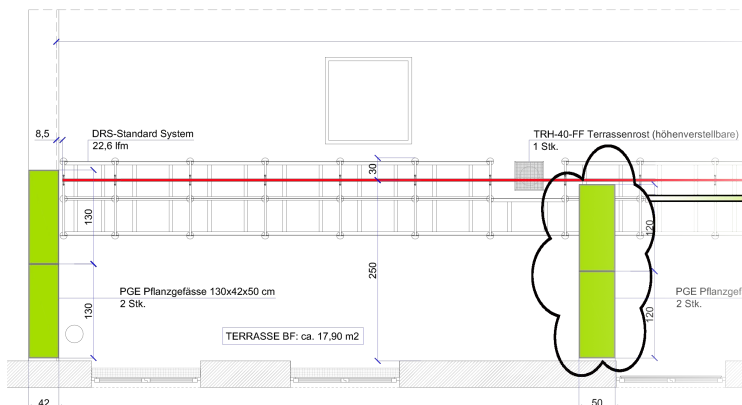 8,5
DRS-Standard System
22,6 lfm
TRH-40-FF Terrassenrost (höhenverstellbare)
1 Stk.
30
130
120
250
PGE Pflanzgefässe 130x42x50 cm
2 Stk.
PGE Pflanzgef
2 Stk.
130
120
TERRASSE BF: ca. 17,90 m2
42
50